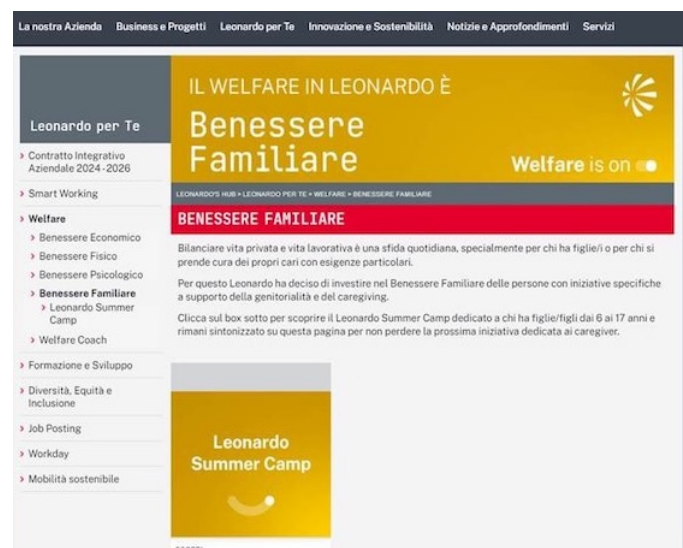 La nostra Azienda Business e Progetti Leonardo per Te Innovazione e Sostenibilità Notizie e Approfondimenti Servizi
Leonardo per Te
Contratto Integrativo
Aziendale 2024-2026
Smart Working
Welfare
Benessere Economico
Benessere Fisico
Benessere Psicologico
Benessere Familiare
Leonardo Summer
Camp
Welfare Coach
Formazione e Sviluppo
Diversità, Equità e
Inclusione
Job Posting
Workday
Mobilità sostenibile
IL WELFARE IN LEONARDO È
Benessere
Familiare
Welfare is on
LEONARDO'S HUB > LEONARDO PER TE > WELFARE > BENESSERE FAMILIARE
BENESSERE FAMILIARE
Bilanciare vita privata e vita lavorativa è una sfida quotidiana, specialmente per chi ha figlie/i o per chi si
prende cura dei propri cari con esigenze particolari.
Per questo Leonardo ha deciso di investire nel Benessere Familiare delle persone con iniziative specifiche
a supporto della genitorialità e del caregiving.
Clicca sul box sotto per scoprire il Leonardo Summer Camp dedicato a chi ha figlie/figli dai 6 ai 17 anni e
rimani sintonizzato su questa pagina per non perdere la prossima iniziativa dedicata ai caregiver.
Leonardo
Summer Camp